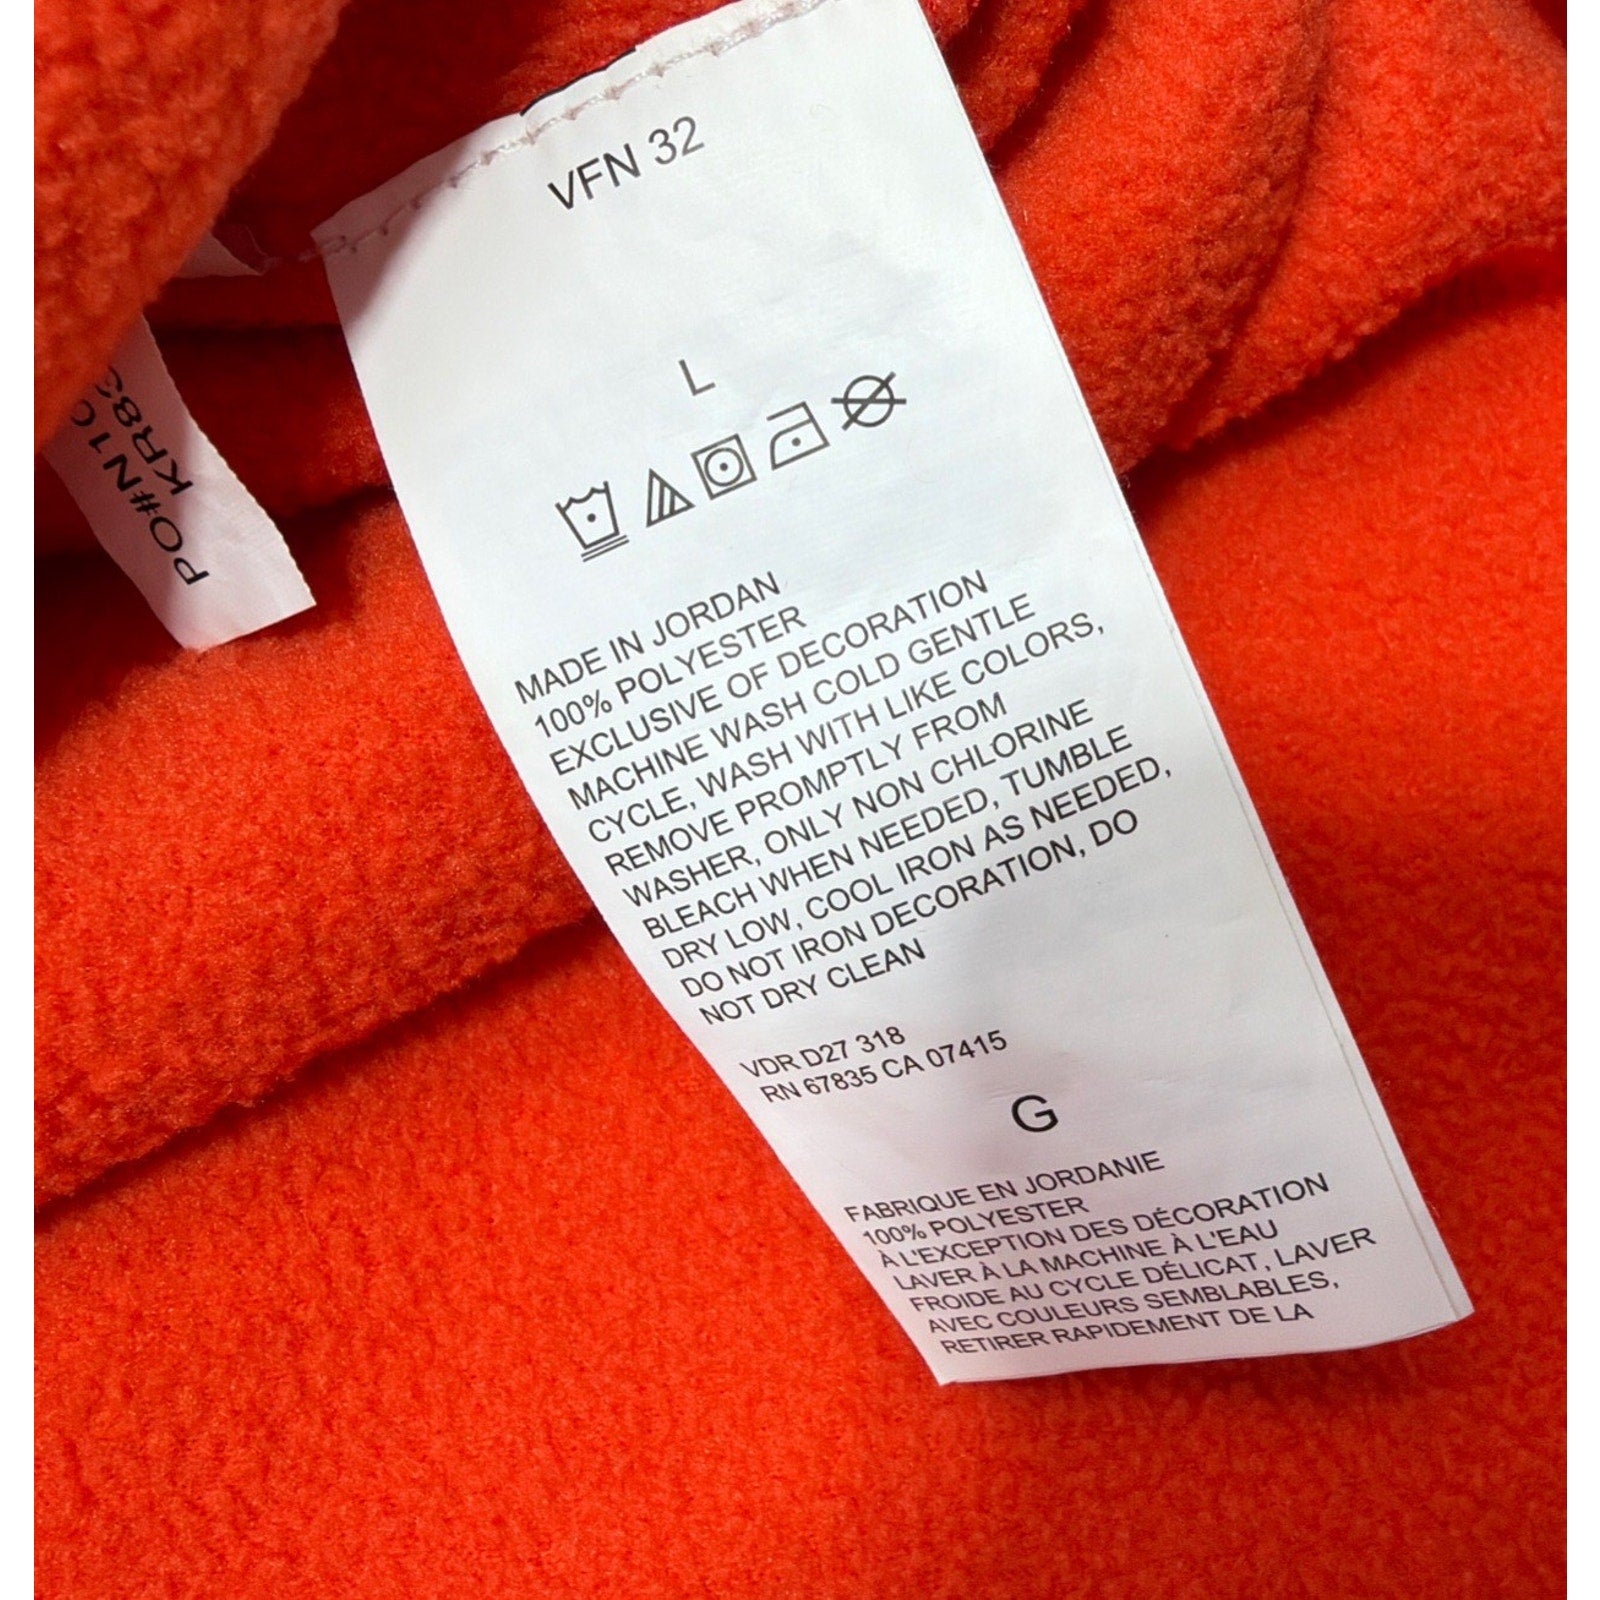 VFN 32
L
MADE IN JORDAN
100% POLYESTER
EXCLUSIVE OF DECORATION
MACHINE WASH COLD GENTLE
CYCLE, WASH WITH LIKE COLORS,
REMOVE PROMPTLY FROM
WASHER, ONLY NON CHLORINE
BLEACH WHEN NEEDED, TUMBLE
DRY LOW, COOL IRON AS NEEDED,
DO NOT IRON DECORATION, DO
NOT DRY CLEAN
VDR D27 318
RN 67835 CA 07415
G
FABRIQUE EN JORDANIE
100% POLYESTER
À L'EXCEPTION DES DÉCORATION
LAVER À LA MACHINE À L'EAU
FROIDE AU CYCLE DÉLICAT, LAVER
AVEC COULEURS SEMBLABLES,
RETIRER RAPIDEMENT DE LA
PO#N1
KR83